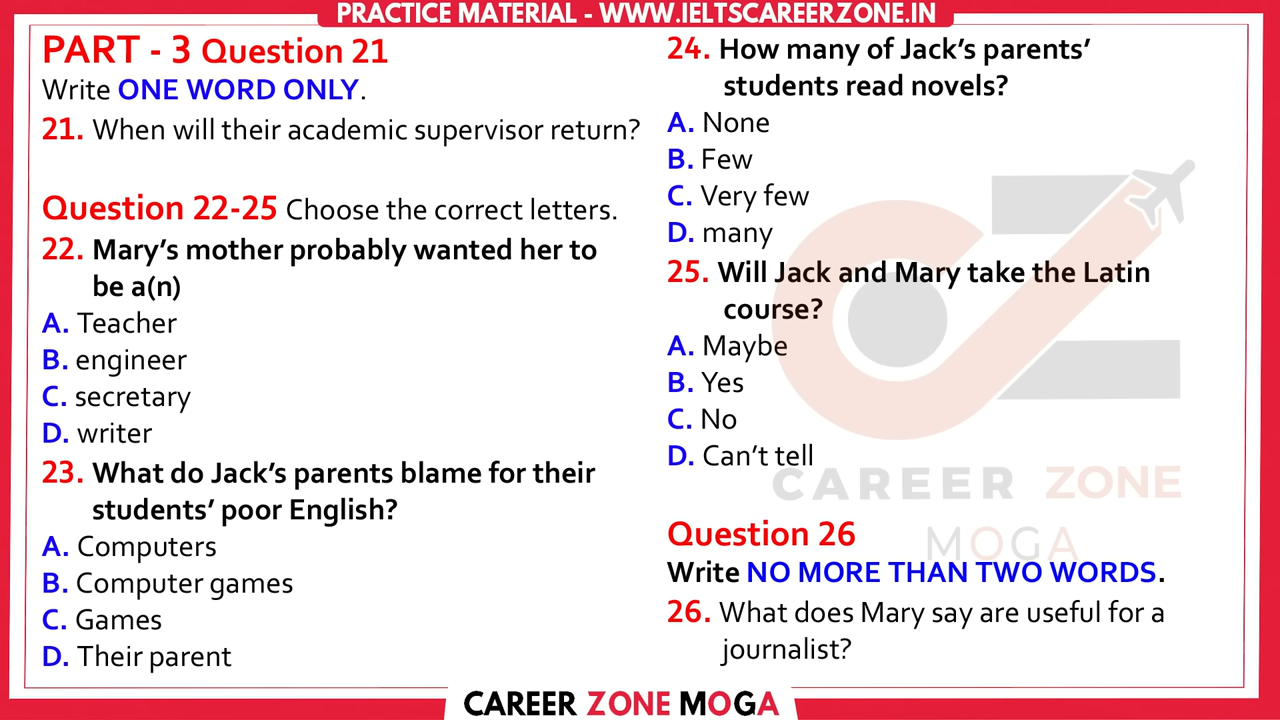 PRACTICE MATERIAL - WWW.IELTSCAREERZONE.IN
PART - 3 Question 21
Write ONE WORD ONLY.
21. When will their academic supervisor return?
Question 22-25 Choose the correct letters.
22. Mary’s mother probably wanted her to
be a(n)
A. Teacher
B. engineer
C. secretary
D. writer
23. What do Jack’s parents blame for their
students’ poor English?
A. Computers
B. Computer games
C. Games
D. Their parent
24. How many of Jack’s parents’
students read novels?
A. None
B. Few
C. Very few
D. many
25. Will Jack and Mary take the Latin
course?
A. Maybe
B. Yes
C. No
D. Can’t tell
CAREER ZONE
MOGA
Question 26
Write NO MORE THAN TWO WORDS.
26. What does Mary say are useful for a
journalist?
CAREER ZONE MOGA